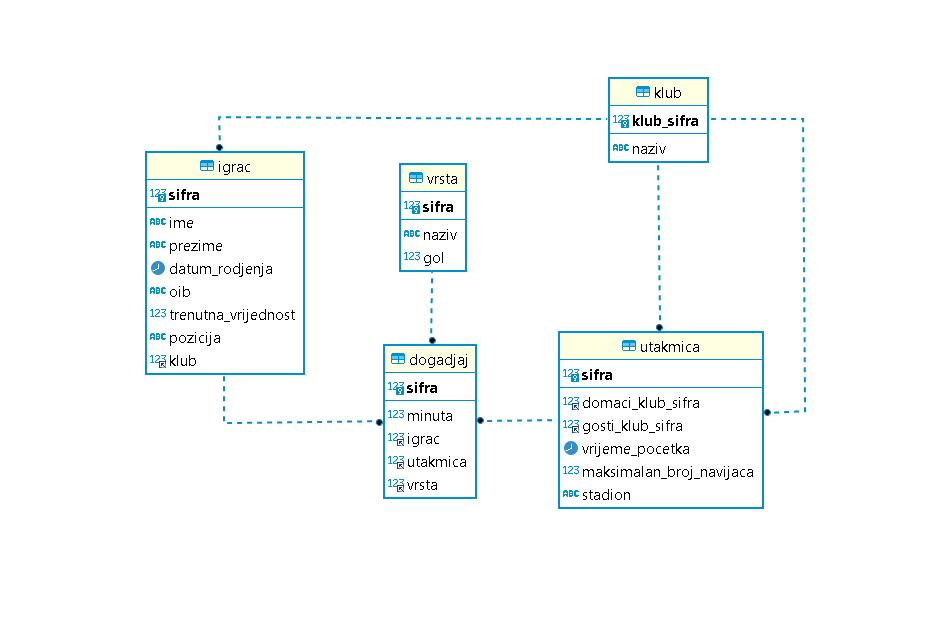 klub
123 klub_sifra
ABC naziv
igrac
123 sifra
ABC ime
ABC prezime
datum_rodjenja
ABC oib
123 trenutna_vrijednost
ABC pozicija
123 klub
vrsta
123 sifra
ABC naziv
123 gol
dogadjaj
123 sifra
123 minuta
123 igrac
123 utakmica
123 vrsta
utakmica
123 sifra
123 domaci_klub_sifra
123 gosti_klub_sifra
vrijeme_pocetka
123 maksimalan_broj_navijaca
ABC stadion